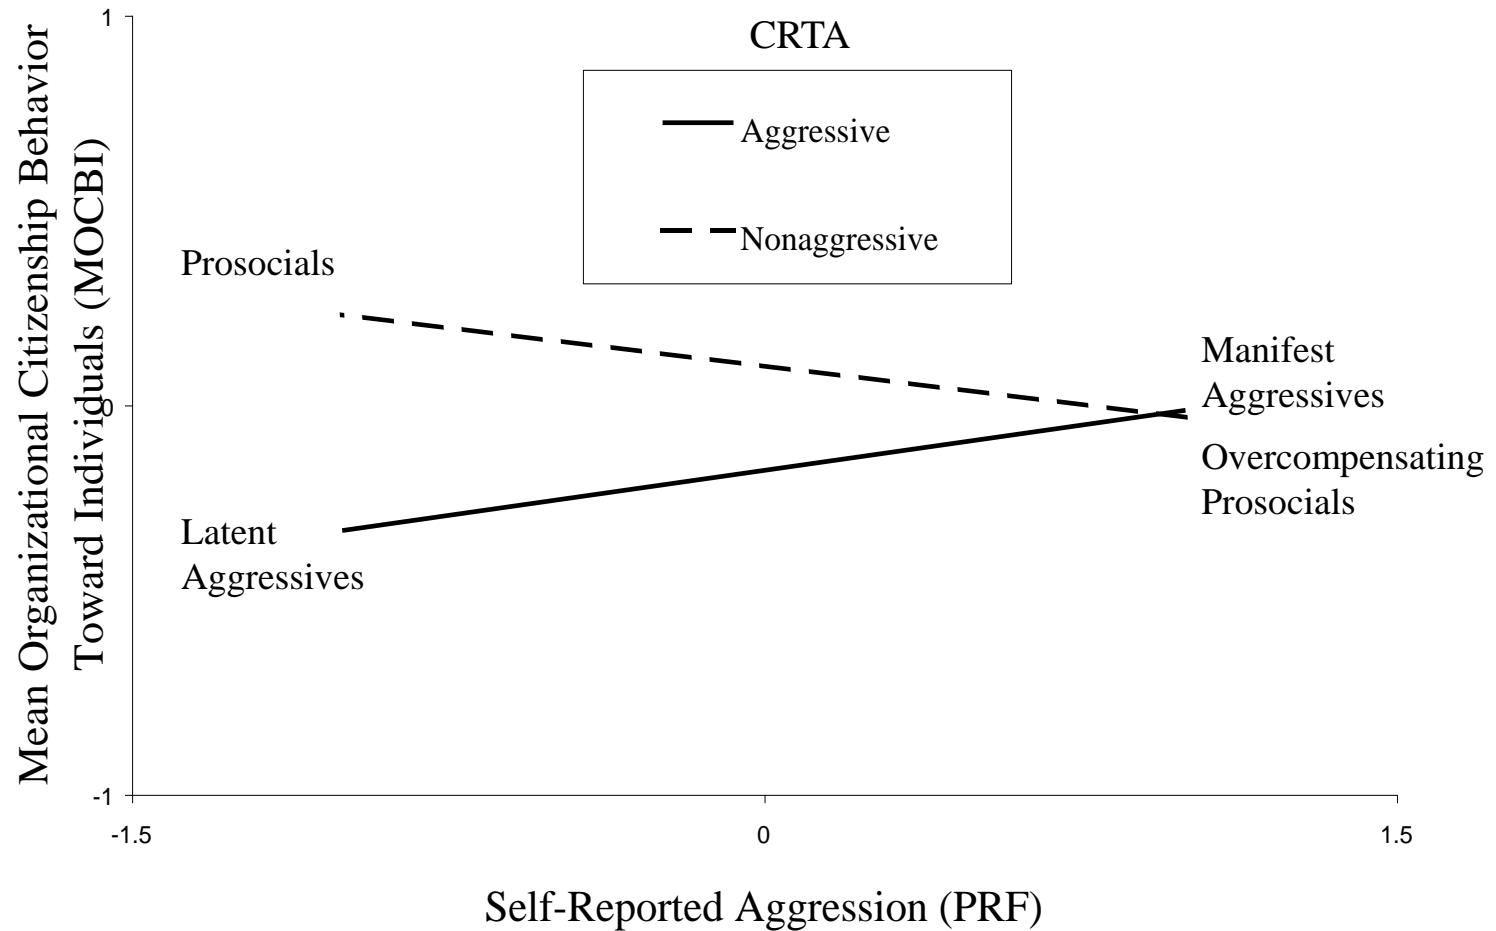 1
CRTA
Aggressive
Nonaggressive
Mean Organizational Citizenship Behavior
Toward Individuals (MOCBI)
Prosocials
Manifest
Aggressives
0
Overcompensating
Prosocials
Latent
Aggressives
-1
-1.5
0
1.5
Self-Reported Aggression (PRF)